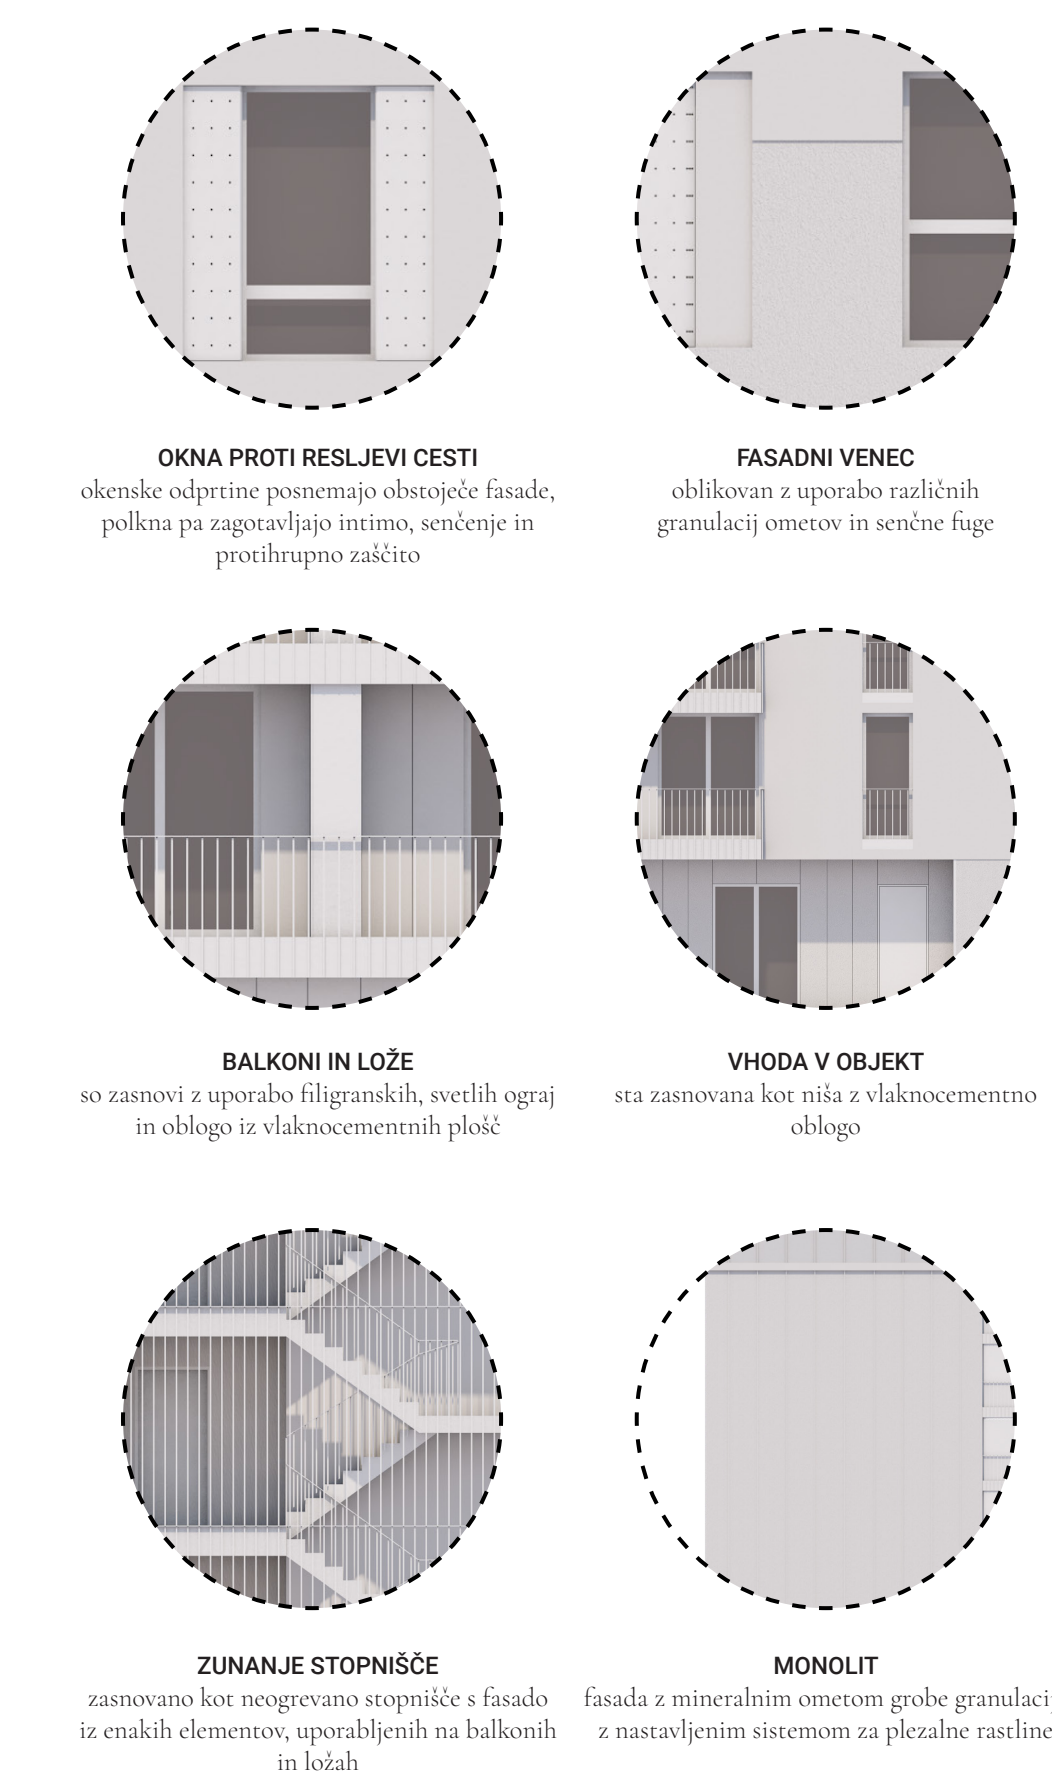 OKNA PROTI RESLJEVI CESTI
okenske odprtine posnemajo obstoječe fasade,
polkna pa zagotavljajo intimo, senčenje in
protihrupno zaščito
FASADNI VENEC
oblikovan z uporabo različnih
granulacij ometov in senčne fuge
BALKONI IN LOŽE
so zasnovi z uporabo filigranskih, svetlih ograj
in oblogo iz vlaknocementnih plošč
VHODA V OBJEKT
sta zasnovana kot niša z vlaknocementno
oblogo
ZUNANJE STOPNIŠČE
zasnovano kot neogrevano stopnišče s fasado
iz enakih elementov, uporabljenih na balkonih
in ložah
MONOLIT
fasada z mineralnim ometom grobe
z nastavljenim sistemom za plezalne rastline